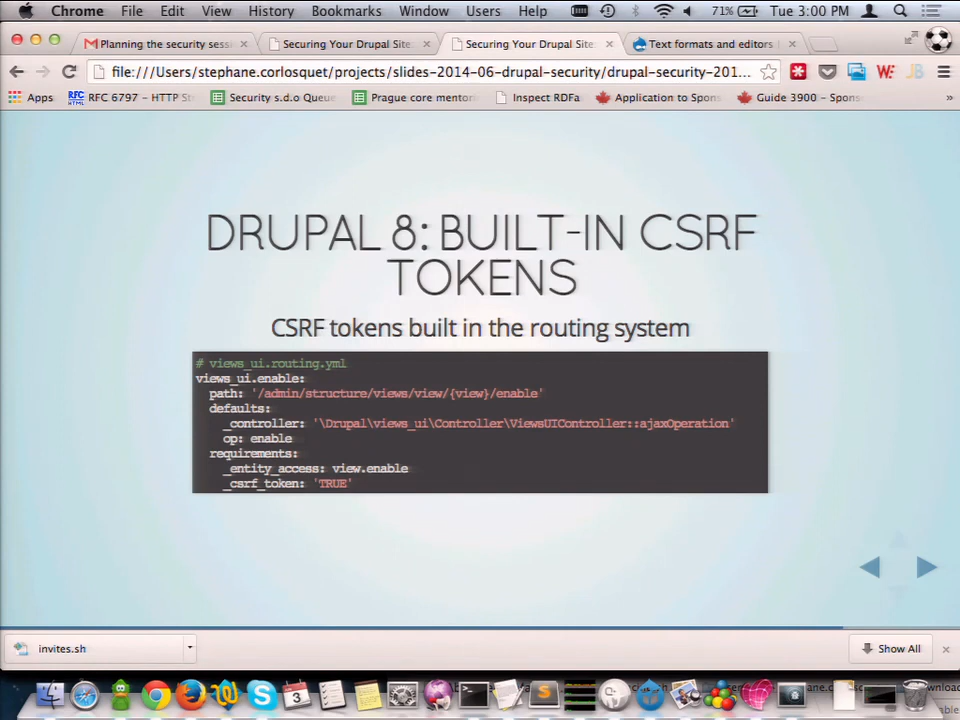 Chrome File Edit View History Bookmarks Window Users Help 71% Tue 3:00 PM
Planning the security sessi Securing Your Drupal Site: Securing Your Drupal Site: Text formats and editors |
file:///Users/stephane.corlosquet/projects/slides-2014-06-drupal-security/drupal-security-201...
Apps RFC 6797 - HTTP St Security s.d.o Queue Prague core mentor Inspect RDFa Application to Spons Guide 3900 - Spons »
DRUPAL 8: BUILT-IN CSRF
TOKENS
CSRF tokens built in the routing system
# views_ui.routing.yml
views_ui.enable:
path: '/admin/structure/views/view/{view}/enable'
defaults:
_controller: '\Drupal\views_ui\Controller\ViewsUIController::ajaxOperation'
op: enable
requirements:
_entity_access: view.enable
_csrf_token: 'TRUE'
invites.sh Show All